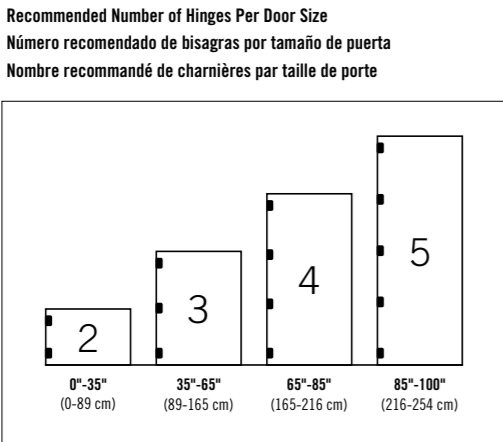 Recommended Number of Hinges Per Door Size
Número recomendado de bisagras por tamaño de puerta
Nombre recommandé de charnières par taille de porte
2
3
4
5
0"-35"
(0-89 cm)
35"-65"
(89-165 cm)
65"-85"
(165-216 cm)
85"-100"
(216-254 cm)